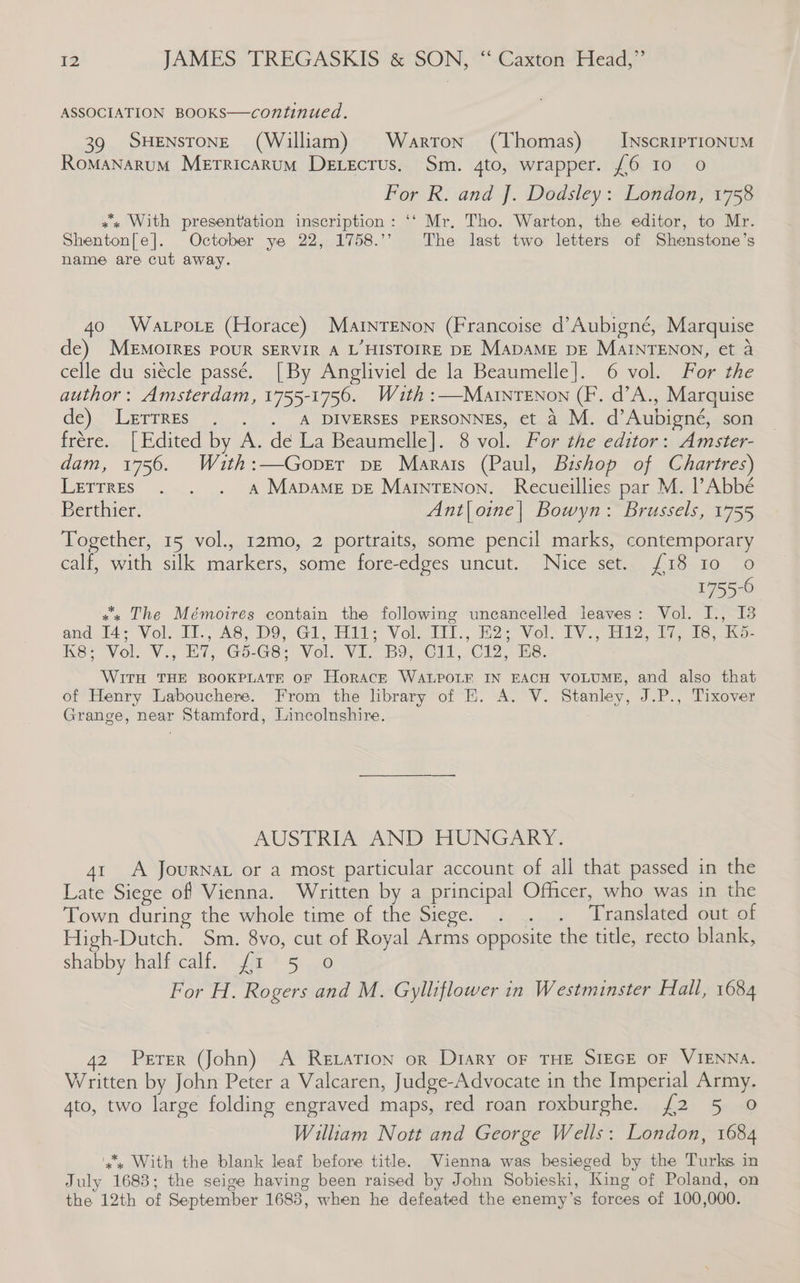 12 JAMES TREGASKIS & SON, “ Caxton Head,”
ASSOCIATION BOOKS—continued.
39 SHENSTONE (William) WARTON (Thomas) INSCRIPTIONUM
ROMANARUM METRICARUM DELECTUS. Sm. 4to, wrapper. £6 10 0
For R. and J. Dodsley: London, 1758
⁂ With presentation inscription : “ Mr. Tho. Warton, the editor, to Mr.
Shenton[e]. October ye 22, 1758.” The last two letters of Shenstone’s
name are cut away.
40 WALPOLE (Horace) MAINTENON (Francoise d’Aubigné, Marquise
de) MEMOIRES POUR SERVIR A L’HISTOIRE DE MADAME DE MAINTENON, et à
celle du siècle passé. [By Angliviel de la Beaumelle]. 6 vol. For the
author: Amsterdam, 1755-1756. With:—MAINTENON (F. d’A., Marquise
de) LETTRES . . . A DIVERSES PERSONNES, et à M. d’Aubigné, son
frère. [Edited by A. de La Beaumelle]. 8 vol. For the editor: Amster-
dam, 1756. With:—GODET DE MARAIS (Paul, Bishop of Chartres)
LETTRES . . . A MADAME DE MAINTENON. Recueillies par M. l’Abbé
Berthier. Ant[oine] Bowyn: Brussels, 1755
Together, 15 vol., 12mo, 2 portraits, some pencil marks, contemporary
calf, with silk markers, some fore-edges uncut. Nice set. £18 10 0
1755-6
⁂ The Mémoires contain the following uncancelled leaves: Vol. I., I3
and I4; Vol. II., A8, D9, G1, H11; Vol. III., E2; Vol. IV., H12, I7, I8, K5-
K8; Vol. V., E7, G5-G8; Vol. VI. B9, C11, C12, E8.
WITH THE BOOKPLATE OF HORACE WALPOLE IN EACH VOLUME, and also that
of Henry Labouchere. From the library of E. A. V. Stanley, J.P., Tixover
Grange, near Stamford, Lincolnshire.
AUSTRIA AND HUNGARY.
41 A JOURNAL or a most particular account of all that passed in the
Late Siege of Vienna. Written by a principal Officer, who was in the
Town during the whole time of the Siege. . . . Translated out of
High-Dutch. Sm. 8vo, cut of Royal Arms opposite the title, recto blank,
shabby half calf. £1 5 0
For H. Rogers and M. Gylliflower in Westminster Hall, 1684
42 PETER (John) A RELATION OR DIARY OF THE SIEGE OF VIENNA.
Written by John Peter a Valcaren, Judge-Advocate in the Imperial Army.
4to, two large folding engraved maps, red roan roxburghe. £2 5 0
William Nott and George Wells: London, 1684
⁂ With the blank leaf before title. Vienna was besieged by the Turks in
July 1683; the seige having been raised by John Sobieski, King of Poland, on
the 12th of September 1683, when he defeated the enemy’s forces of 100,000.